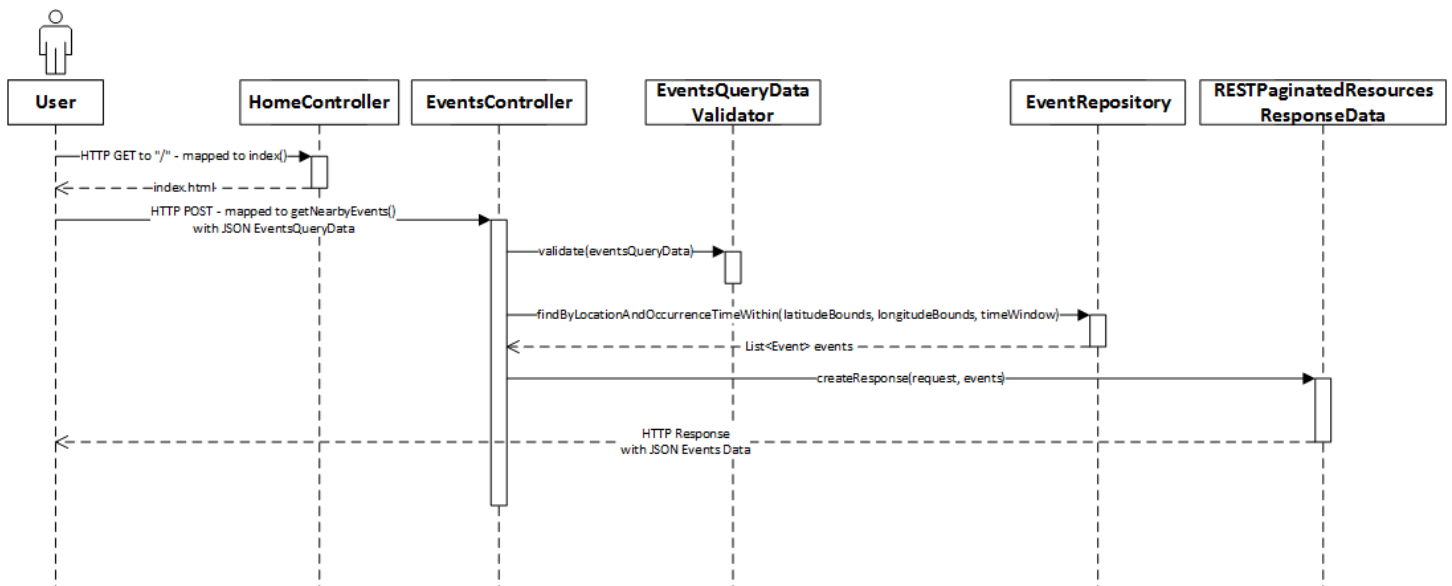 User
HomeController
EventsController
EventsQueryData
Validator
EventRepository
RESTPaginatedResources
ResponseData
HTTP GET to "/" - mapped to index()
index.html
HTTP POST - mapped to getNearbyEvents()
with JSON EventsQueryData
validate(eventsQueryData)
findByLocationAndOccurrenceTimeWithin(latitudeBounds, longitudeBounds, timeWindow)
List<Event> events
createResponse(request, events)
HTTP Response
with JSON Events Data